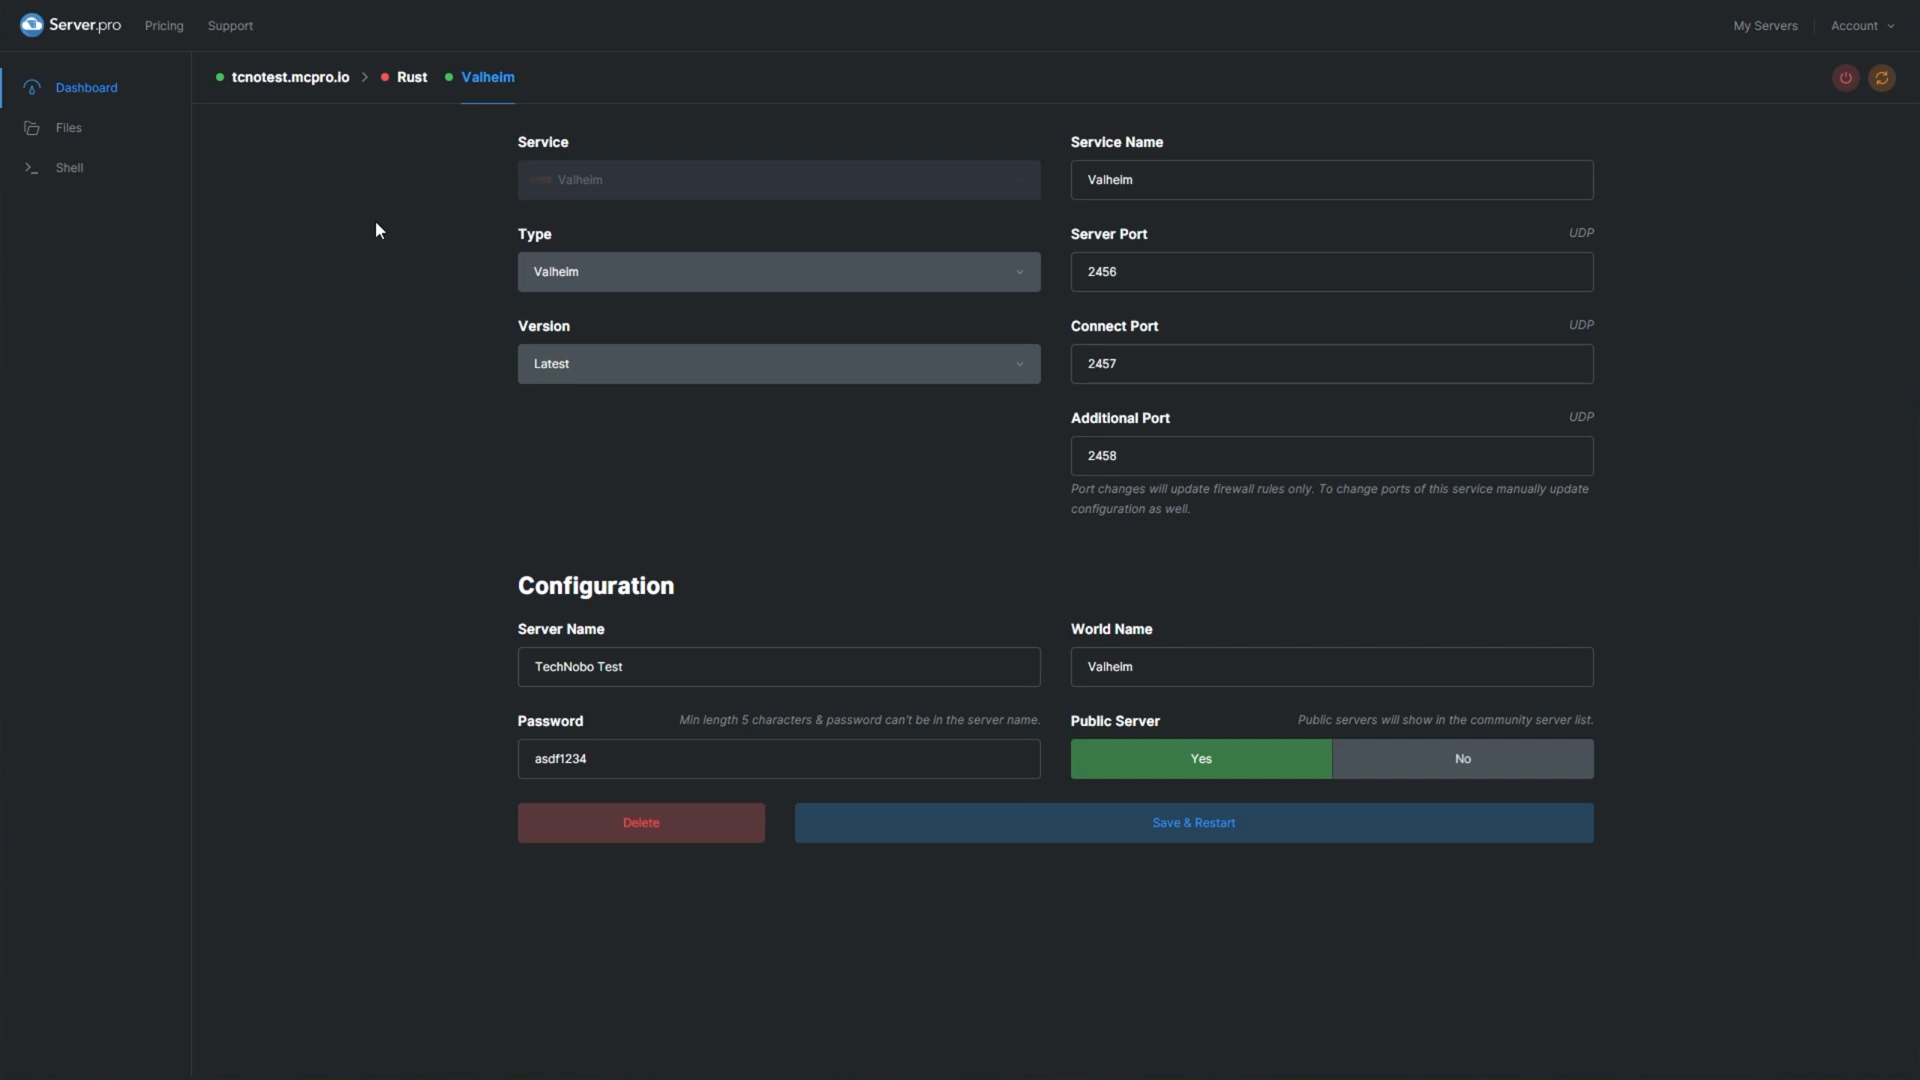 Server.pro Pricing Support My Servers Account
Dashboard
Files
Shell
tcnotest.mcpro.io > Rust Valheim
Service
Valheim
Type
Valheim
Version
Latest
Service Name
Valheim
Server Port UDP
2456
Connect Port UDP
2457
Additional Port UDP
2458
Port changes will update firewall rules only. To change ports of this service manually update
configuration as well.
Configuration
Server Name
TechNobo Test
World Name
Valheim
Password Min length 5 characters & password can't be in the server name.
asdf1234
Public Server Public servers will show in the community server list.
Yes No
Delete Save & Restart